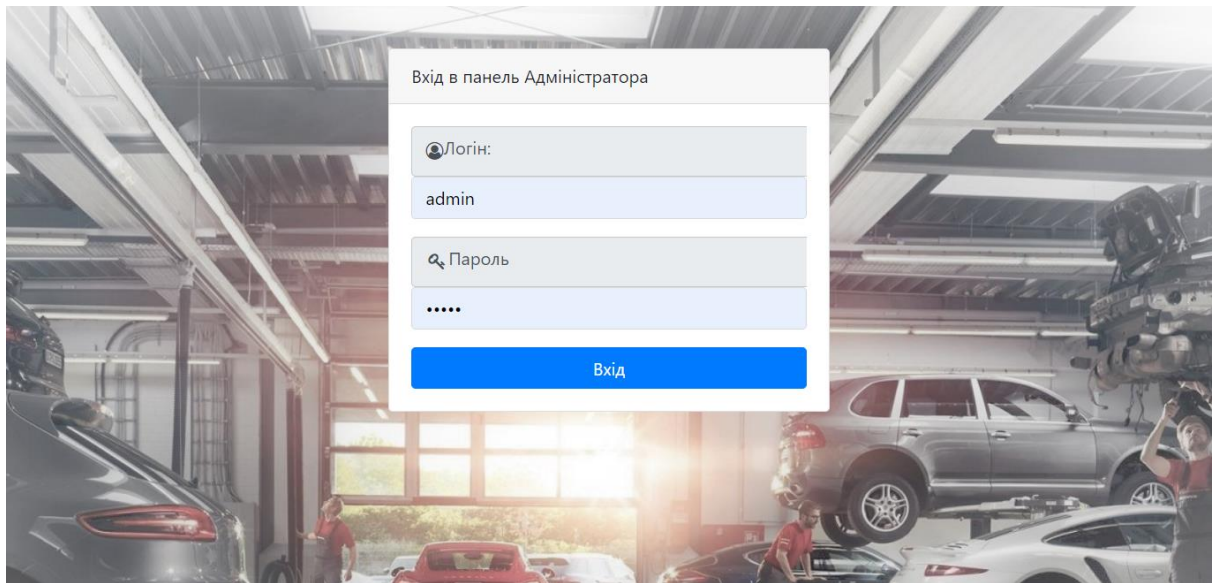 Вхід в панель Адміністратора
Логін:
admin
Пароль
•••••
Вхід